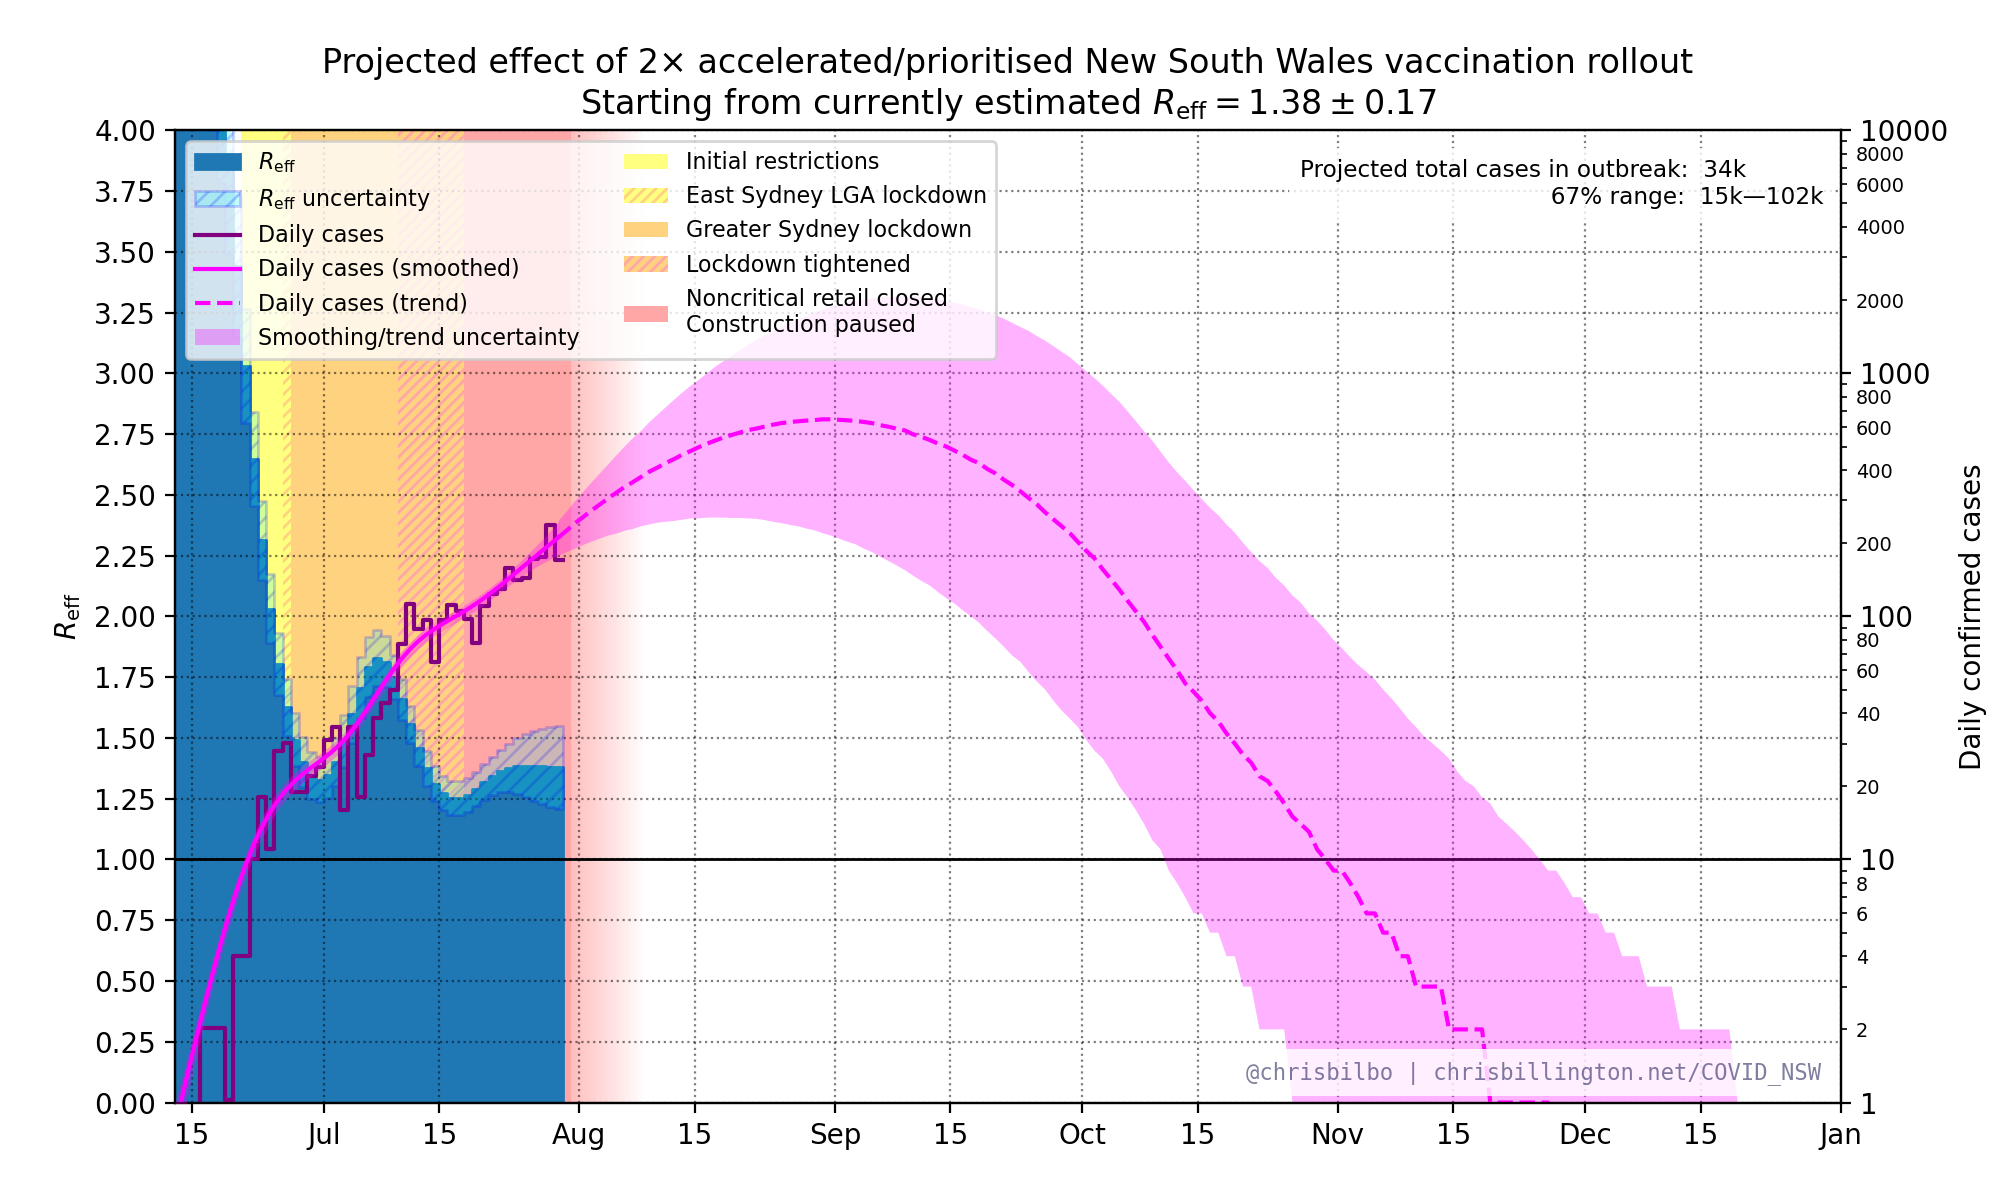 Projected effect of 2× accelerated/prioritised New South Wales vaccination rollout
Starting from currently estimated Reff = 1.38 ± 0.17
Reff
Reff uncertainty
Daily cases
Daily cases (smoothed)
Daily cases (trend)
Smoothing/trend uncertainty
Initial restrictions
East Sydney LGA lockdown
Greater Sydney lockdown
Lockdown tightened
Noncritical retail closed
Construction paused
Projected total cases in outbreak: 34k
67% range: 15k—102k
4.00
3.75
3.50
3.25
3.00
2.75
2.50
2.25
2.00
1.75
1.50
1.25
1.00
0.75
0.50
0.25
0.00
Reff
10000
8000
6000
4000
2000
1000
800
600
400
200
100
80
60
40
20
10
8
6
4
2
1
Daily confirmed cases
@chrisbilbo | chrisbillington.net/COVID_NSW
15 Jul 15 Aug 15 Sep 15 Oct 15 Nov 15 Dec 15 Jan